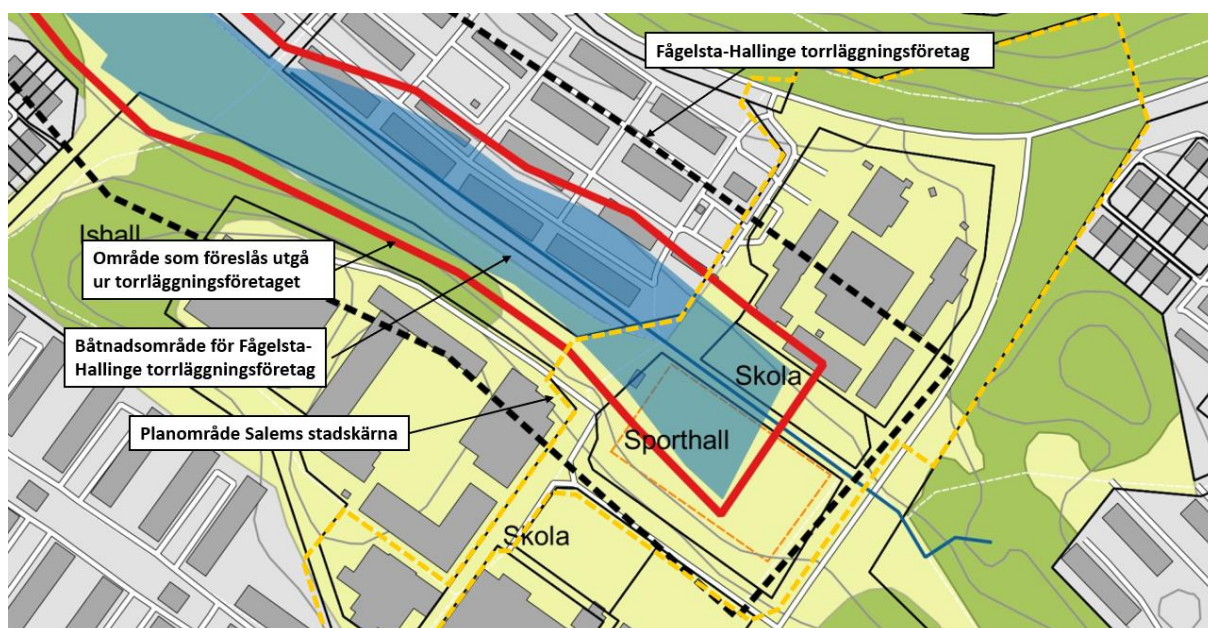 Fågelsta-Hallinge torrläggningsföretag
Ishall
Område som föreslås utgå
ur torrläggningsföretaget
Båtnadsområde för Fågelsta-
Hallinge torrläggningsföretag
Skola
Planområde Salems stadskärna
Sporthall
Skola